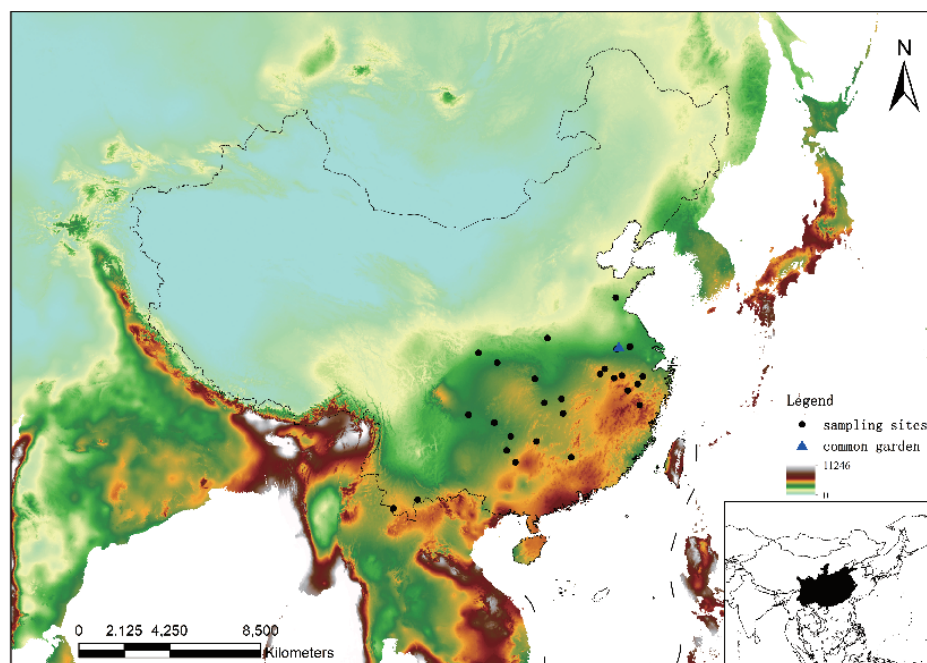 N
Legend
sampling sites
common garden
11246
0
0 2,125 4,250 8,500
Kilometers